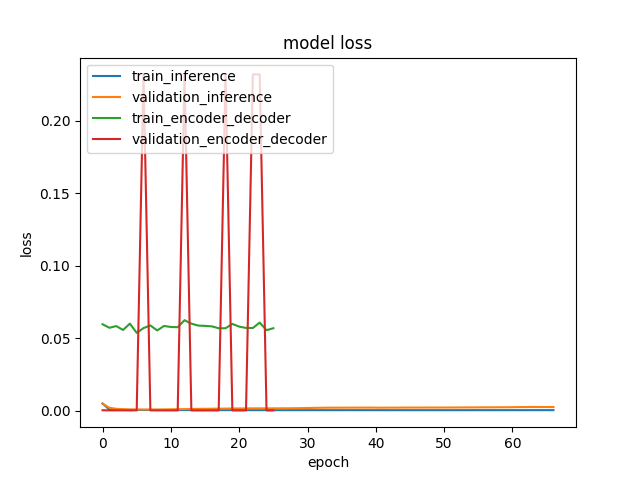 model loss
train_inference
validation_inference
train_encoder_decoder
validation_encoder_decoder
0.20
0.15
0.10
0.05
0.00
loss
0 10 20 30 40 50 60
epoch